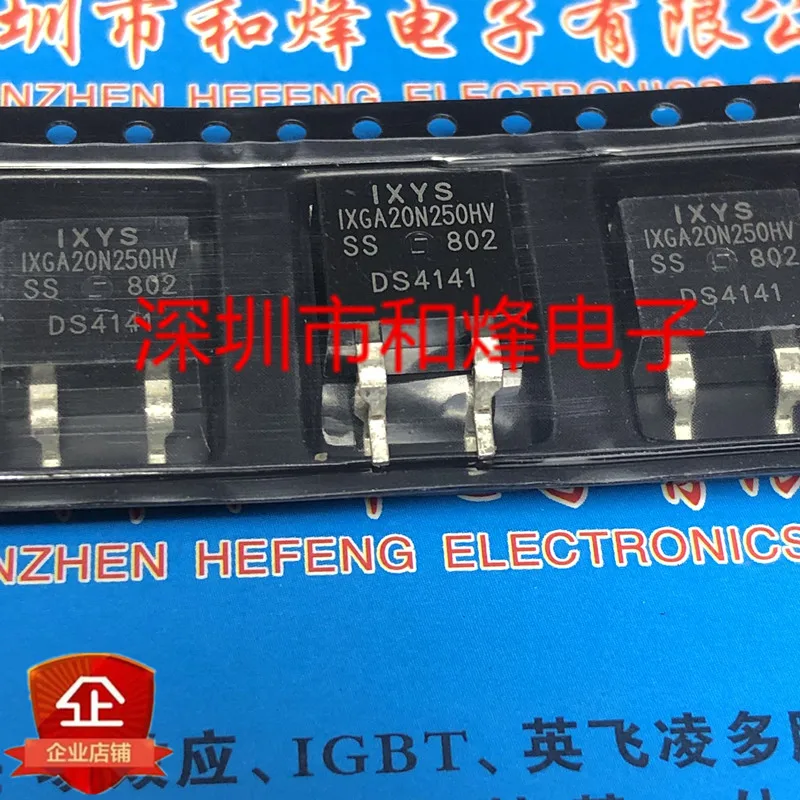 深圳市和烽电子有限公
NZHEN HEFENG ELECTRONICS CO
IXYS
IXGA20N250HV
SS 802
DS4141
IXYS
IXGA20N250HV
SS 802
DS4141
IXYS
IXGA20N250HV
SS 802
DS4141
深圳市和烽电子
NZHEN HEFENG ELECTRONICS
应、IGBT、英飞凌多
企
企业店铺